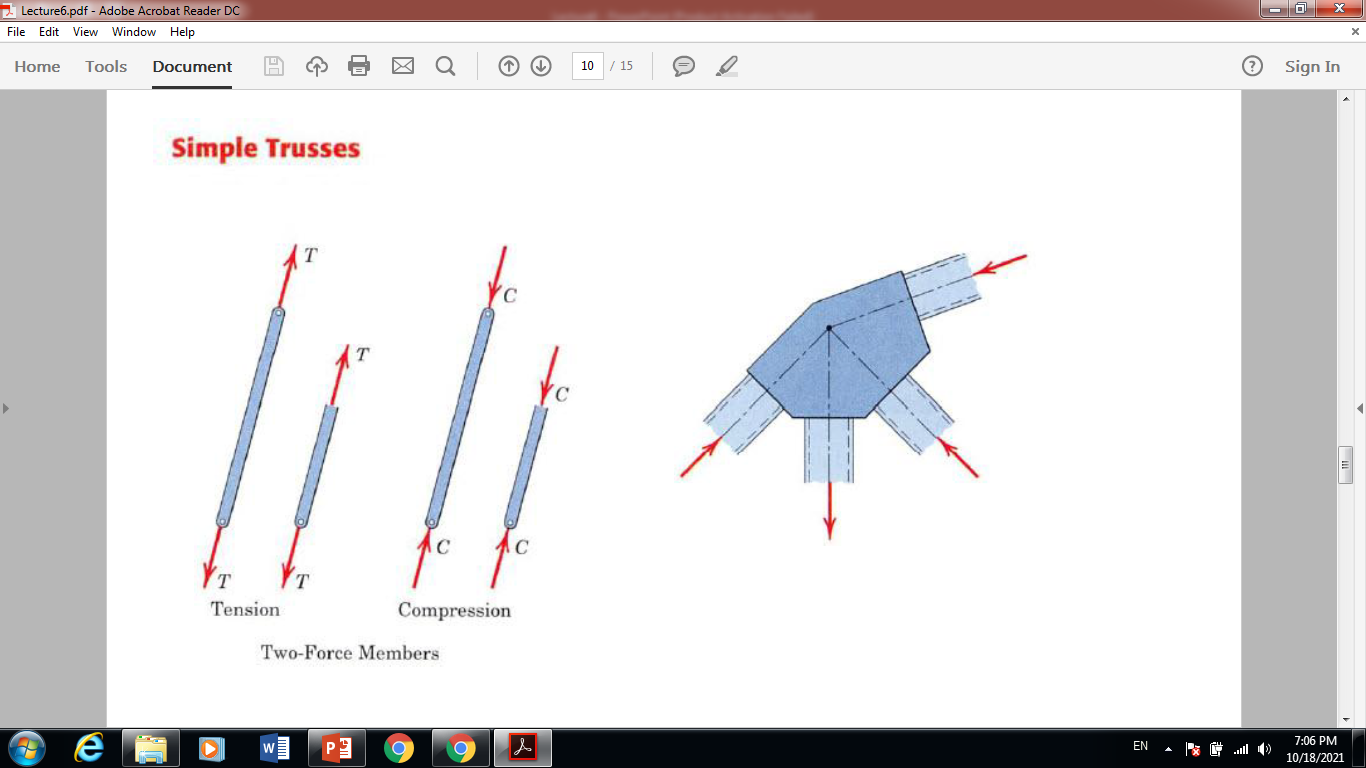 Lecture6.pdf - Adobe Acrobat Reader DC
File Edit View Window Help
Home Tools Document 10 / 15 Sign In
Simple Trusses
T
C
T
C
C
C
T
T
Tension
Compression
Two-Force Members
EN
7:06 PM
10/18/2021